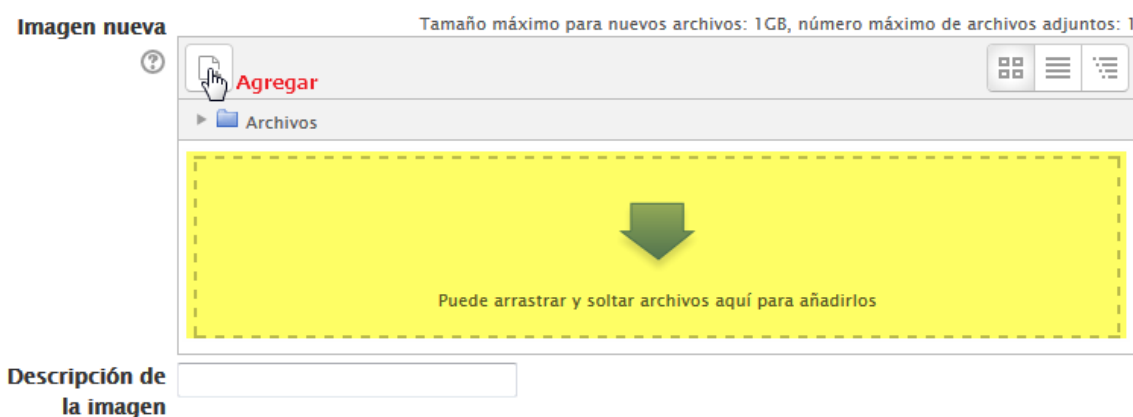 Imagen nueva
Tamaño máximo para nuevos archivos: 1GB, número máximo de archivos adjuntos: 1
Agregar
Archivos
Puede arrastrar y soltar archivos aquí para añadirlos
Descripción de
la imagen